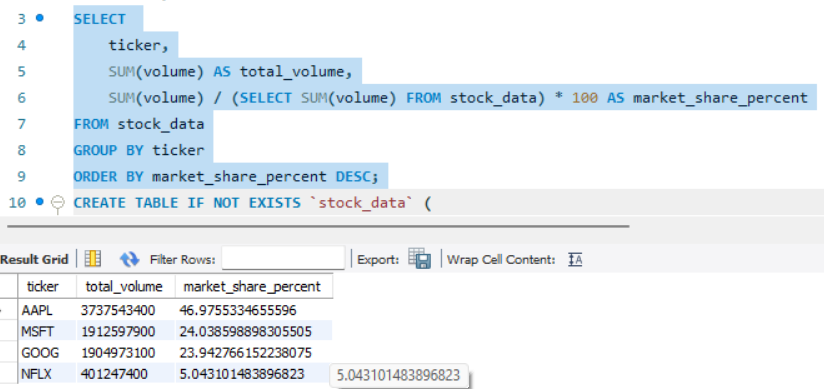 3 SELECT
4 ticker,
5 SUM(volume) AS total_volume,
6 SUM(volume) / (SELECT SUM(volume) FROM stock_data) * 100 AS market_share_percent
7 FROM stock_data
8 GROUP BY ticker
9 ORDER BY market_share_percent DESC;
10 CREATE TABLE IF NOT EXISTS `stock_data` (
Result Grid Filter Rows: Export: Wrap Cell Content: IA
ticker total_volume market_share_percent
AAPL 3737543400 46.9755334655596
MSFT 1912597900 24.038598898305505
GOOG 1904973100 23.942766152238075
NFLX 401247400 5.043101483896823 5.043101483896823